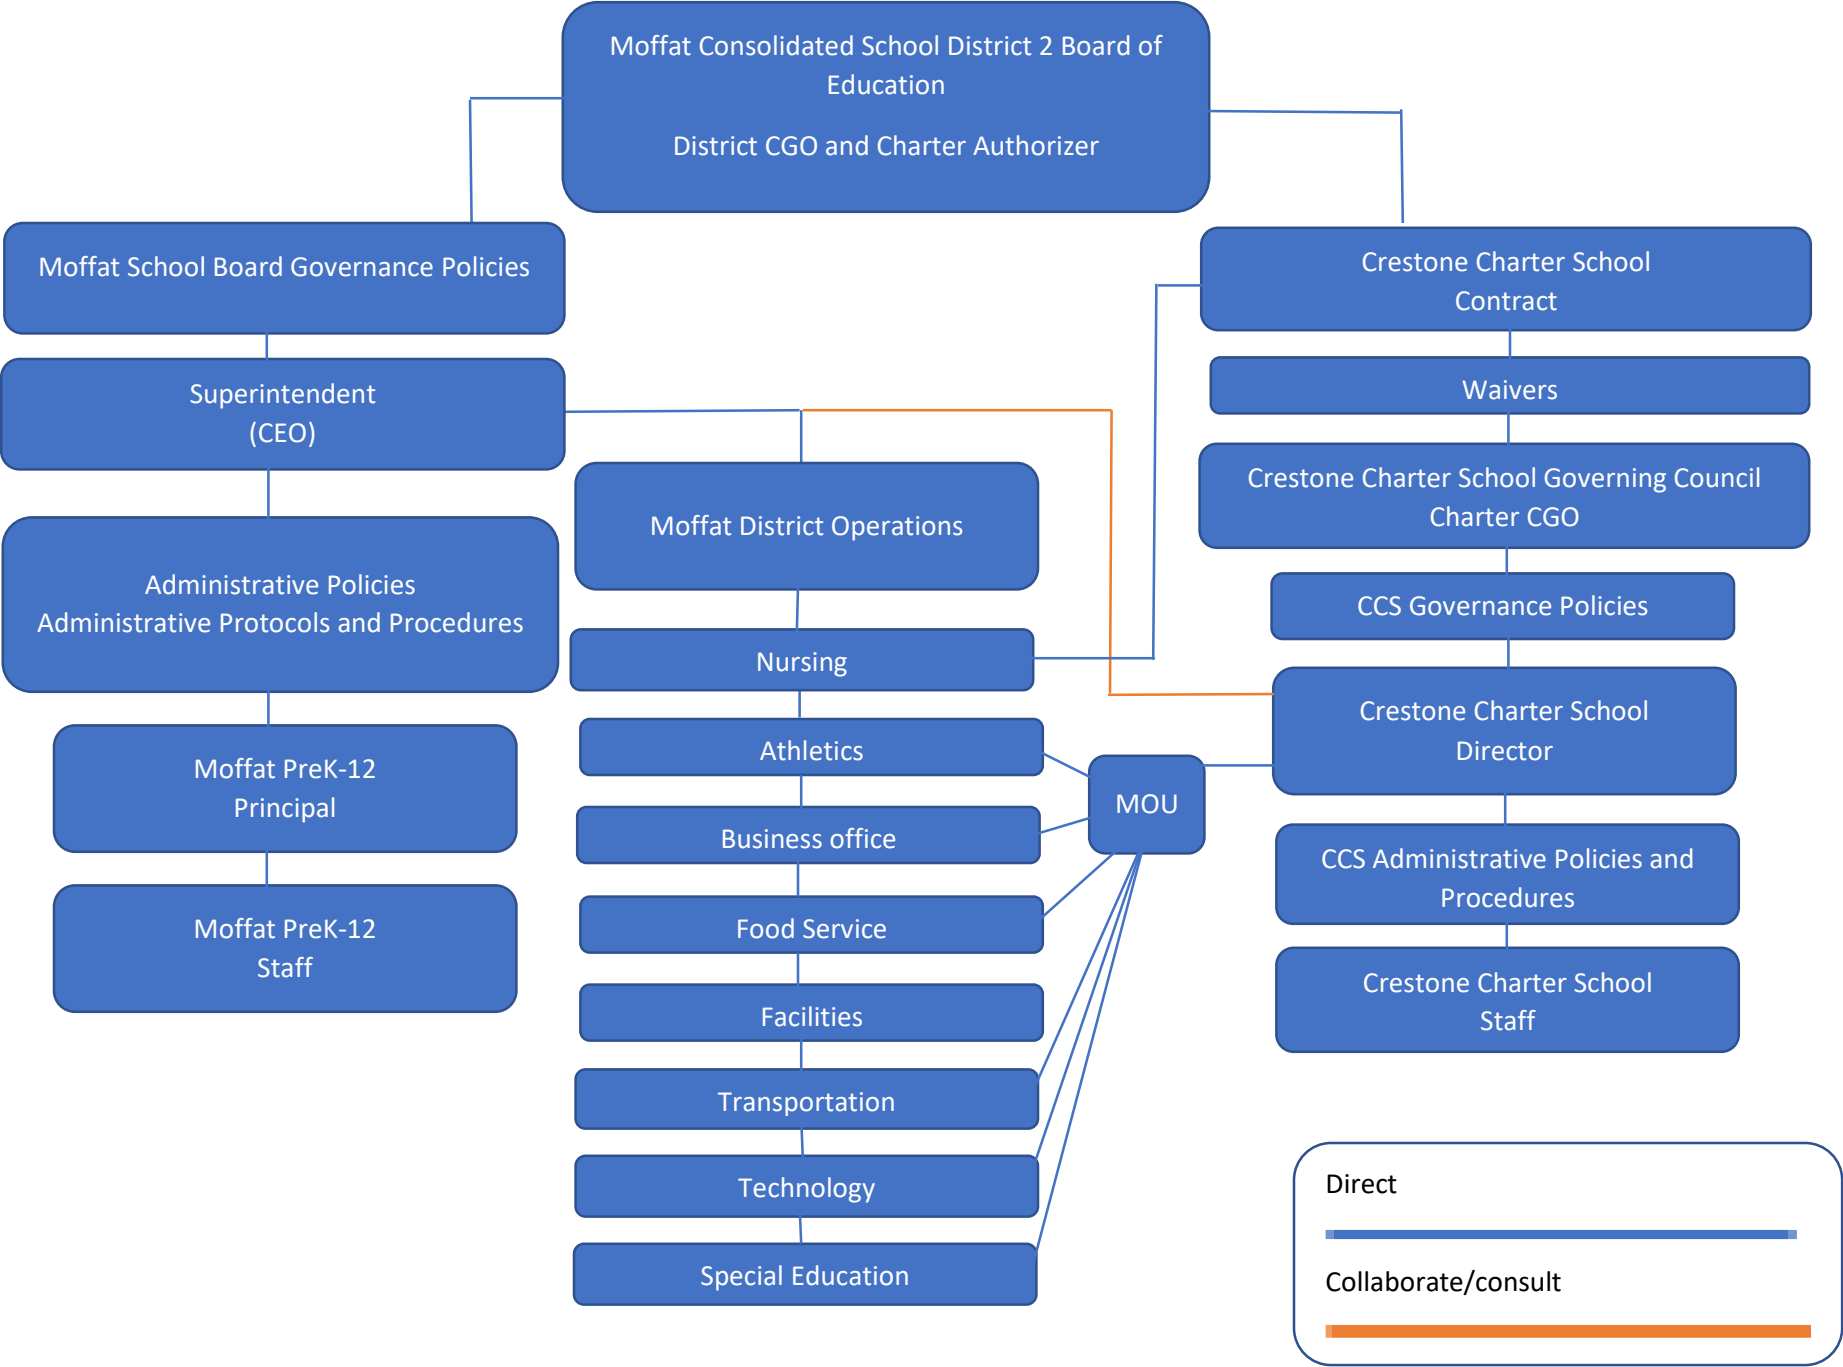 Moffat Consolidated School District 2 Board of
Education
District CGO and Charter Authorizer
Moffat School Board Governance Policies
Superintendent
(CEO)
Administrative Policies
Administrative Protocols and Procedures
Moffat PreK-12
Principal
Moffat PreK-12
Staff
Moffat District Operations
Nursing
Athletics
Business office
Food Service
Facilities
Transportation
Technology
Special Education
MOU
Crestone Charter School
Contract
Waivers
Crestone Charter School Governing Council
Charter CGO
CCS Governance Policies
Crestone Charter School
Director
CCS Administrative Policies and
Procedures
Crestone Charter School
Staff
Direct
Collaborate/consult